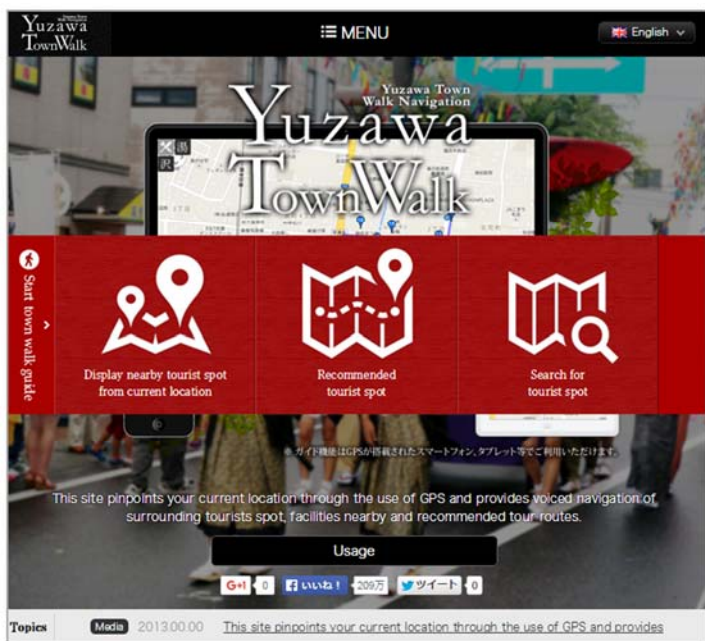 Yuzawa Town
Walk Navigation
Yuzawa
TownWalk
MENU
English
Yuzawa Town
Walk Navigation
Yuzawa
TownWalk
湯
沢
Start town walk guide
Display nearby tourist spot
from current location
Recommended
tourist spot
Search for
tourist spot
※ ガイド機能はGPSが搭載されたスマートフォン、タブレット等でご利用いただけます。
This site pinpoints your current location through the use of GPS and provides voiced navigation of
surrounding tourists spot, facilities nearby and recommended tour routes.
Usage
G+1 0 いいね！ 209万 ツイート 0
Topics Media 2013.00.00 This site pinpoints your current location through the use of GPS and provides